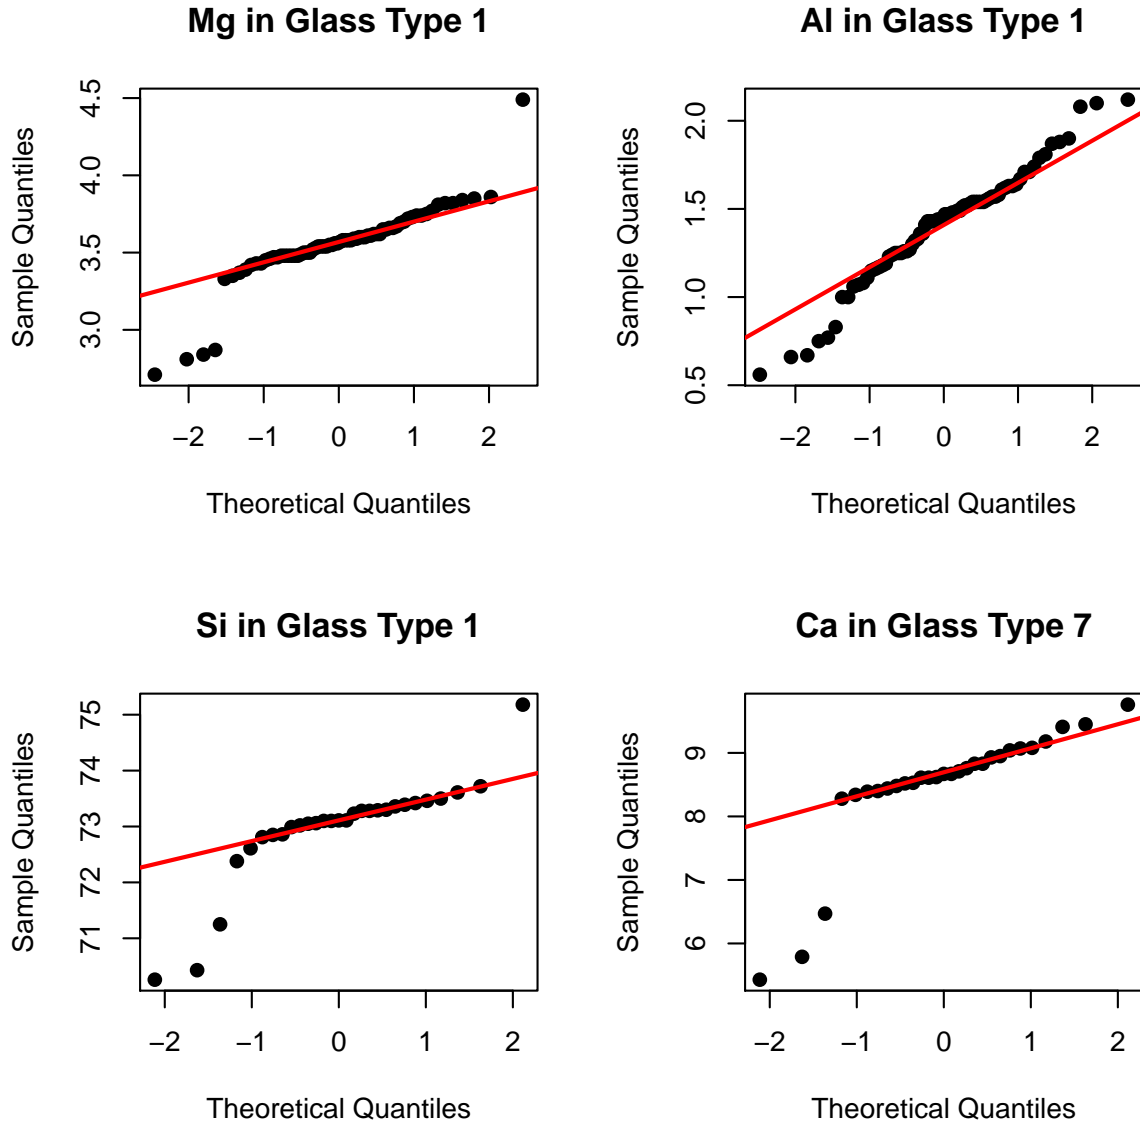 Mg in Glass Type 1
Sample Quantiles
4.5
4.0
3.5
3.0
−2 −1 0 1 2
Theoretical Quantiles
Al in Glass Type 1
Sample Quantiles
2.0
1.5
1.0
0.5
−2 −1 0 1 2
Theoretical Quantiles
Si in Glass Type 1
Sample Quantiles
75
74
73
72
71
−2 −1 0 1 2
Theoretical Quantiles
Ca in Glass Type 7
Sample Quantiles
9
8
7
6
−2 −1 0 1 2
Theoretical Quantiles